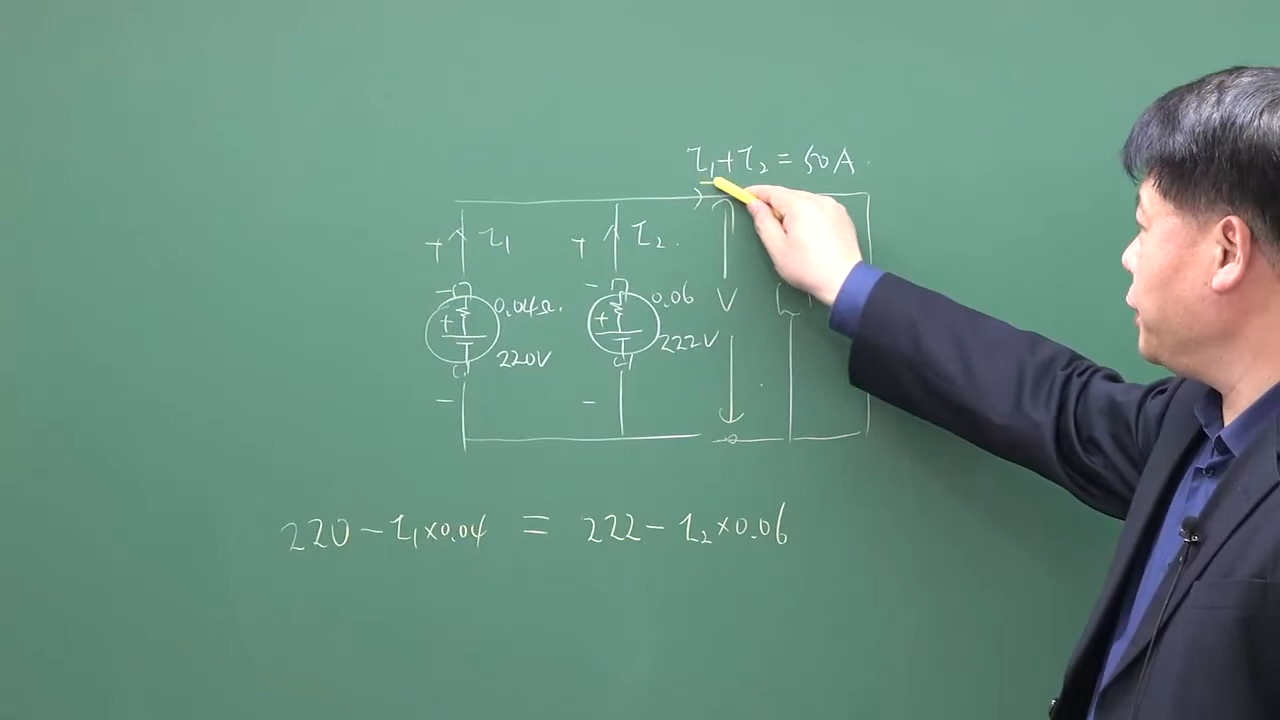 I₁+I₂ = 50A
+ I₁ + I₂
0.04Ω 0.06
+ + V
220V 222V
− −
220 − I₁×0.04 = 222 − I₂×0.06